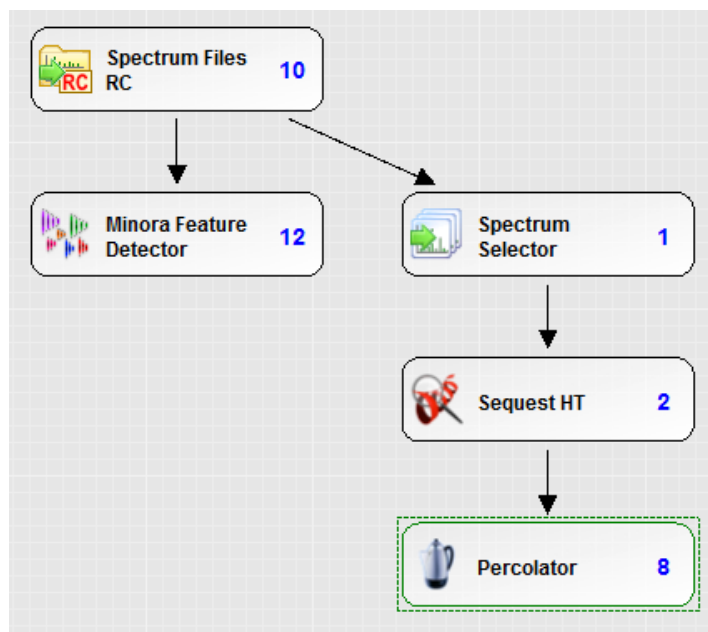 Spectrum Files
RC
RC
10
Minora Feature
Detector
12
Spectrum
Selector
1
Sequest HT
2
Percolator
8